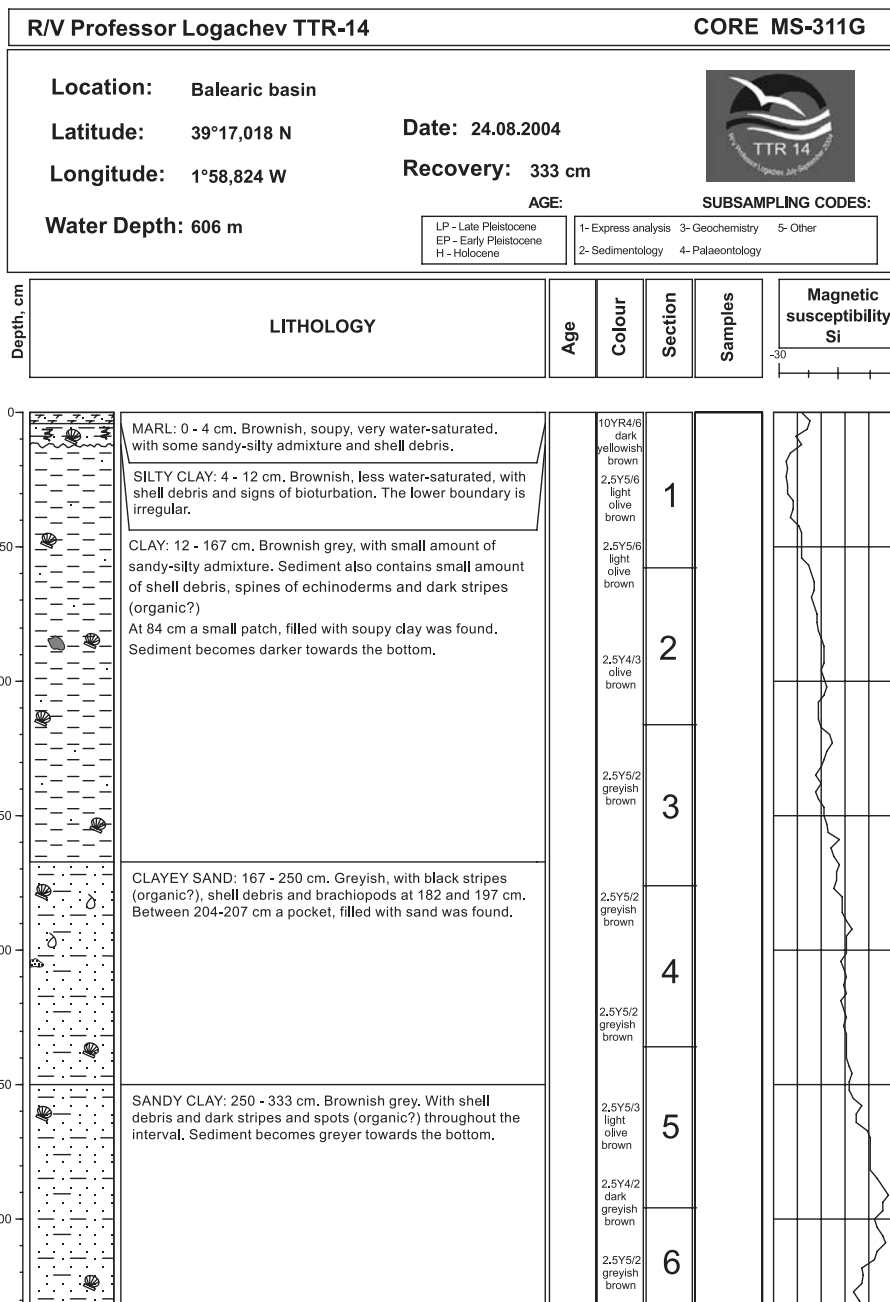 R/V Professor Logachev TTR-14
CORE MS-311G
Location: Balearic basin
Latitude: 39°17,018 N
Date: 24.08.2004
Longitude: 1°58,824 W
Recovery: 333 cm
Water Depth: 606 m
TTR 14
R/V Professor Logachev, July-September 2004
AGE:
LP - Late Pleistocene
EP - Early Pleistocene
H - Holocene
SUBSAMPLING CODES:
1- Express analysis 3- Geochemistry 5- Other
2- Sedimentology 4- Palaeontology
Depth, cm
LITHOLOGY
Age
Colour
Section
Samples
Magnetic
susceptibility
Si
-30
0
MARL: 0 - 4 cm. Brownish, soupy, very water-saturated.
with some sandy-silty admixture and shell debris.
SILTY CLAY: 4 - 12 cm. Brownish, less water-saturated, with
shell debris and signs of bioturbation. The lower boundary is
irregular.
CLAY: 12 - 167 cm. Brownish grey, with small amount of
sandy-silty admixture. Sediment also contains small amount
of shell debris, spines of echinoderms and dark stripes
(organic?)
At 84 cm a small patch, filled with soupy clay was found.
Sediment becomes darker towards the bottom.
CLAYEY SAND: 167 - 250 cm. Greyish, with black stripes
(organic?), shell debris and brachiopods at 182 and 197 cm.
Between 204-207 cm a pocket, filled with sand was found.
SANDY CLAY: 250 - 333 cm. Brownish grey. With shell
debris and dark stripes and spots (organic?) throughout the
interval. Sediment becomes greyer towards the bottom.
50
00
50
00
50
00
10YR4/6
dark
yellowish
brown
2.5Y5/6
light
olive
brown
2.5Y5/6
light
olive
brown
2.5Y4/3
olive
brown
2.5Y5/2
greyish
brown
2.5Y5/2
greyish
brown
2.5Y5/2
greyish
brown
2.5Y5/3
light
olive
brown
2.5Y4/2
dark
greyish
brown
2.5Y5/2
greyish
brown
1
2
3
4
5
6